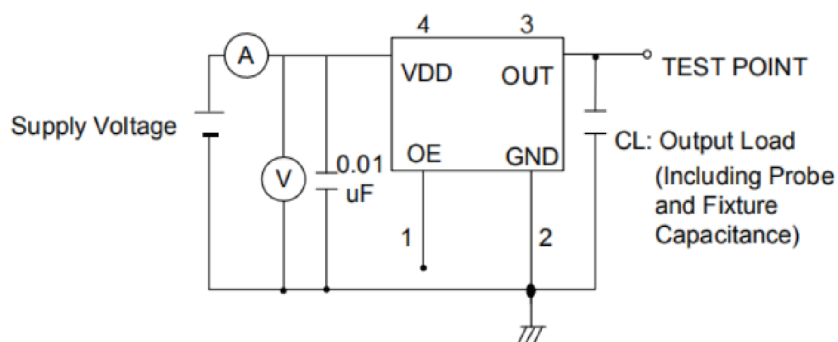 4 3
A
VDD OUT
TEST POINT
Supply Voltage
OE GND
CL: Output Load
(Including Probe
and Fixture
Capacitance)
0.01
uF
V
1 2